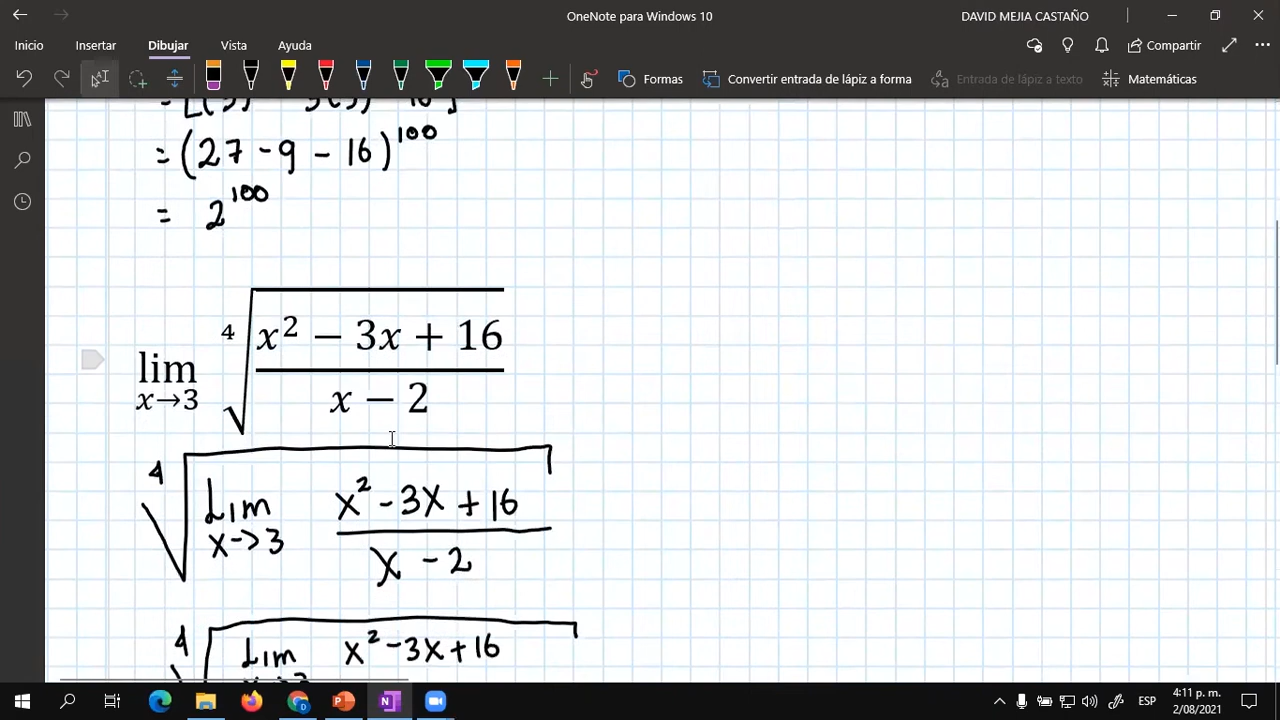 OneNote para Windows 10
DAVID MEJIA CASTAÑO
Inicio Insertar Dibujar Vista Ayuda
Compartir
Formas Convertir entrada de lápiz a forma Entrada de lápiz a texto Matemáticas
= (27 - 9 - 16)^100
= 2^100
lim x→3 ⁴√((x² − 3x + 16)/(x − 2))
⁴√(Lim x->3 (x² - 3x + 16)/(x - 2))
4 Lim x² - 3x + 16
ESP
4:11 p. m.
2/08/2021